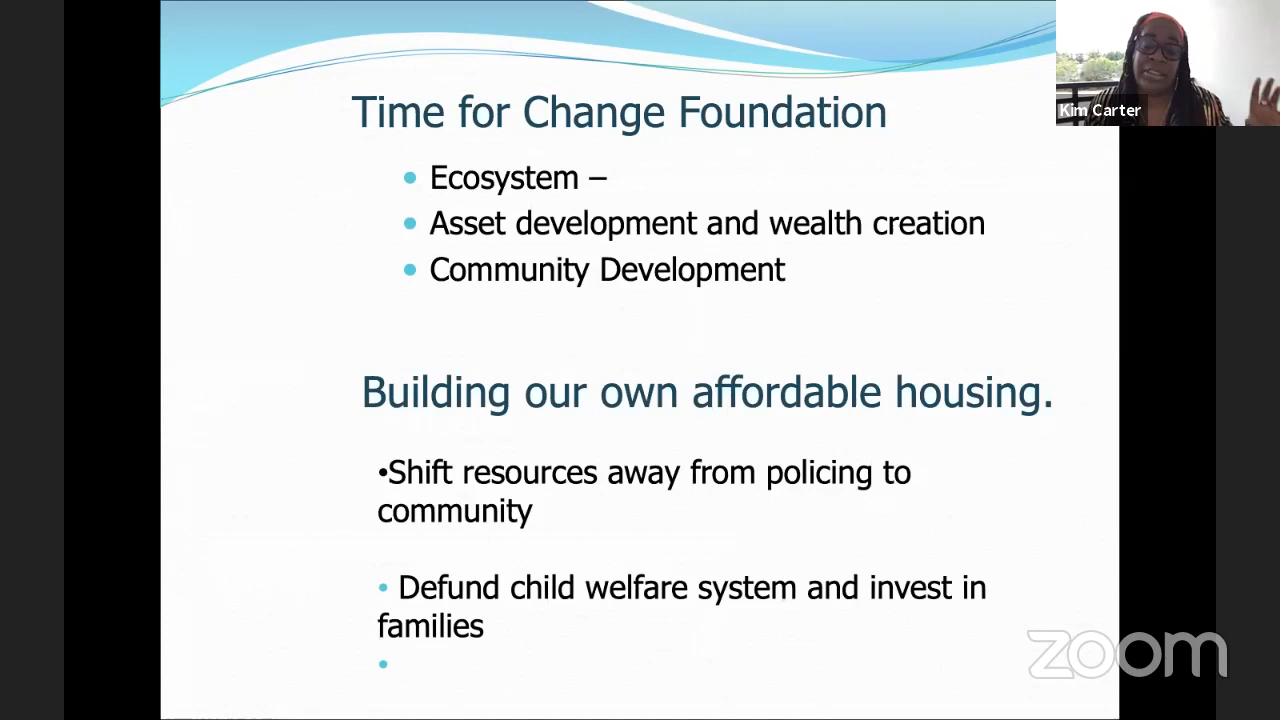 Time for Change Foundation
• Ecosystem –
• Asset development and wealth creation
• Community Development
Building our own affordable housing.
•Shift resources away from policing to
community
• Defund child welfare system and invest in
families
•
Kim Carter
zoom